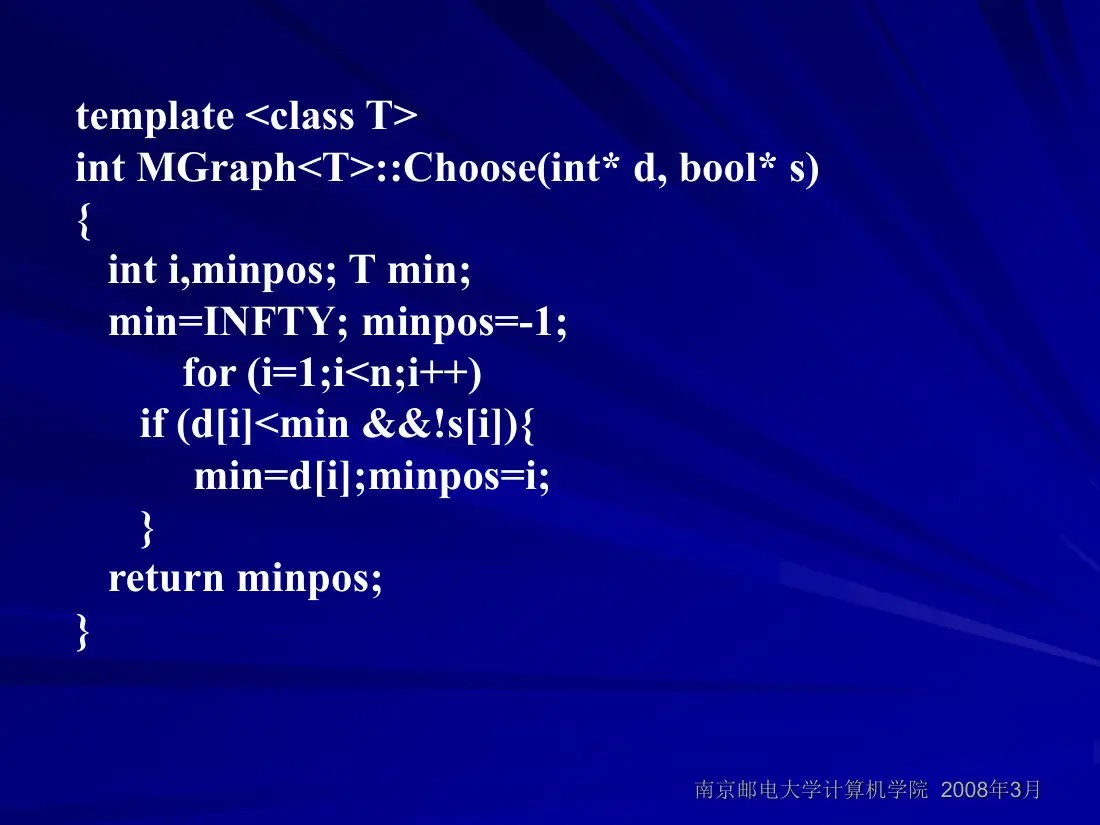 template <class T>
int MGraph<T>::Choose(int* d, bool* s)
{
int i,minpos; T min;
min=INFTY; minpos=-1;
for (i=1;i<n;i++)
if (d[i]<min &&!s[i]){
min=d[i];minpos=i;
}
return minpos;
}
南京邮电大学计算机学院 2008年3月